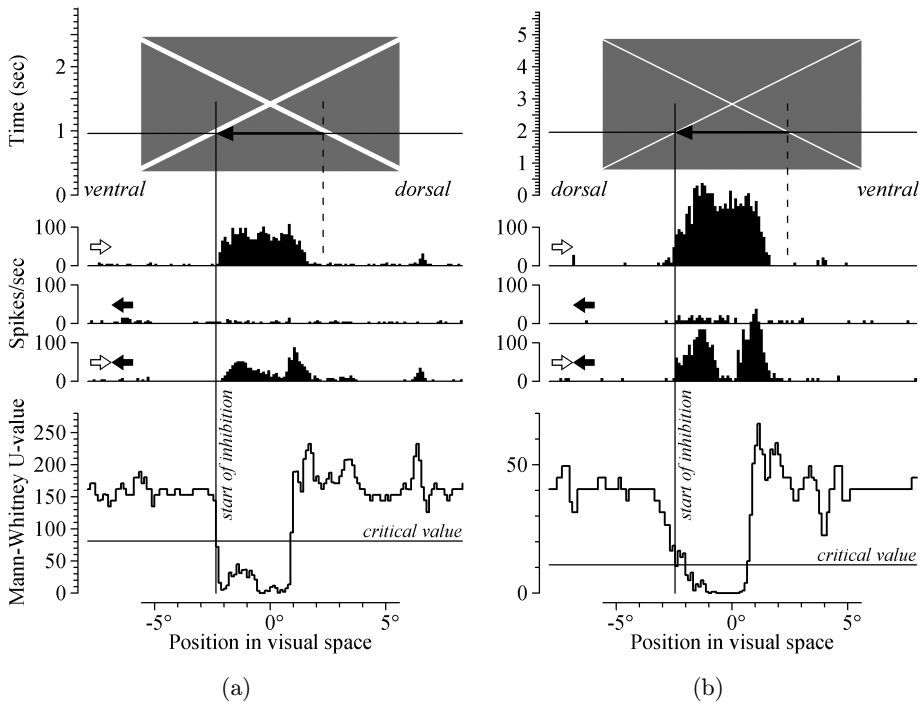 Time (sec)
2
1
0
ventral
dorsal
Spikes/sec
100
0
100
0
100
0
start of inhibition
Mann-Whitney U-value
250
200
150
100
50
0
critical value
-5° 0° 5°
Position in visual space
(a)
5
4
3
2
1
0
dorsal
ventral
100
0
100
0
100
0
start of inhibition
50
0
critical value
-5° 0° 5°
Position in visual space
(b)